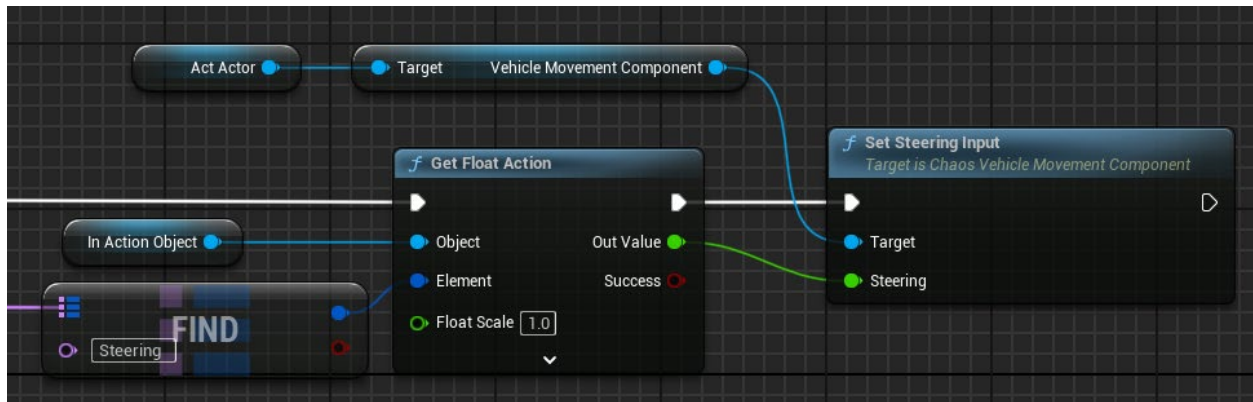 Act Actor
Target Vehicle Movement Component
f Get Float Action
Object Out Value
Element Success
Float Scale 1.0
In Action Object
FIND
Steering
f Set Steering Input
Target is Chaos Vehicle Movement Component
Target
Steering